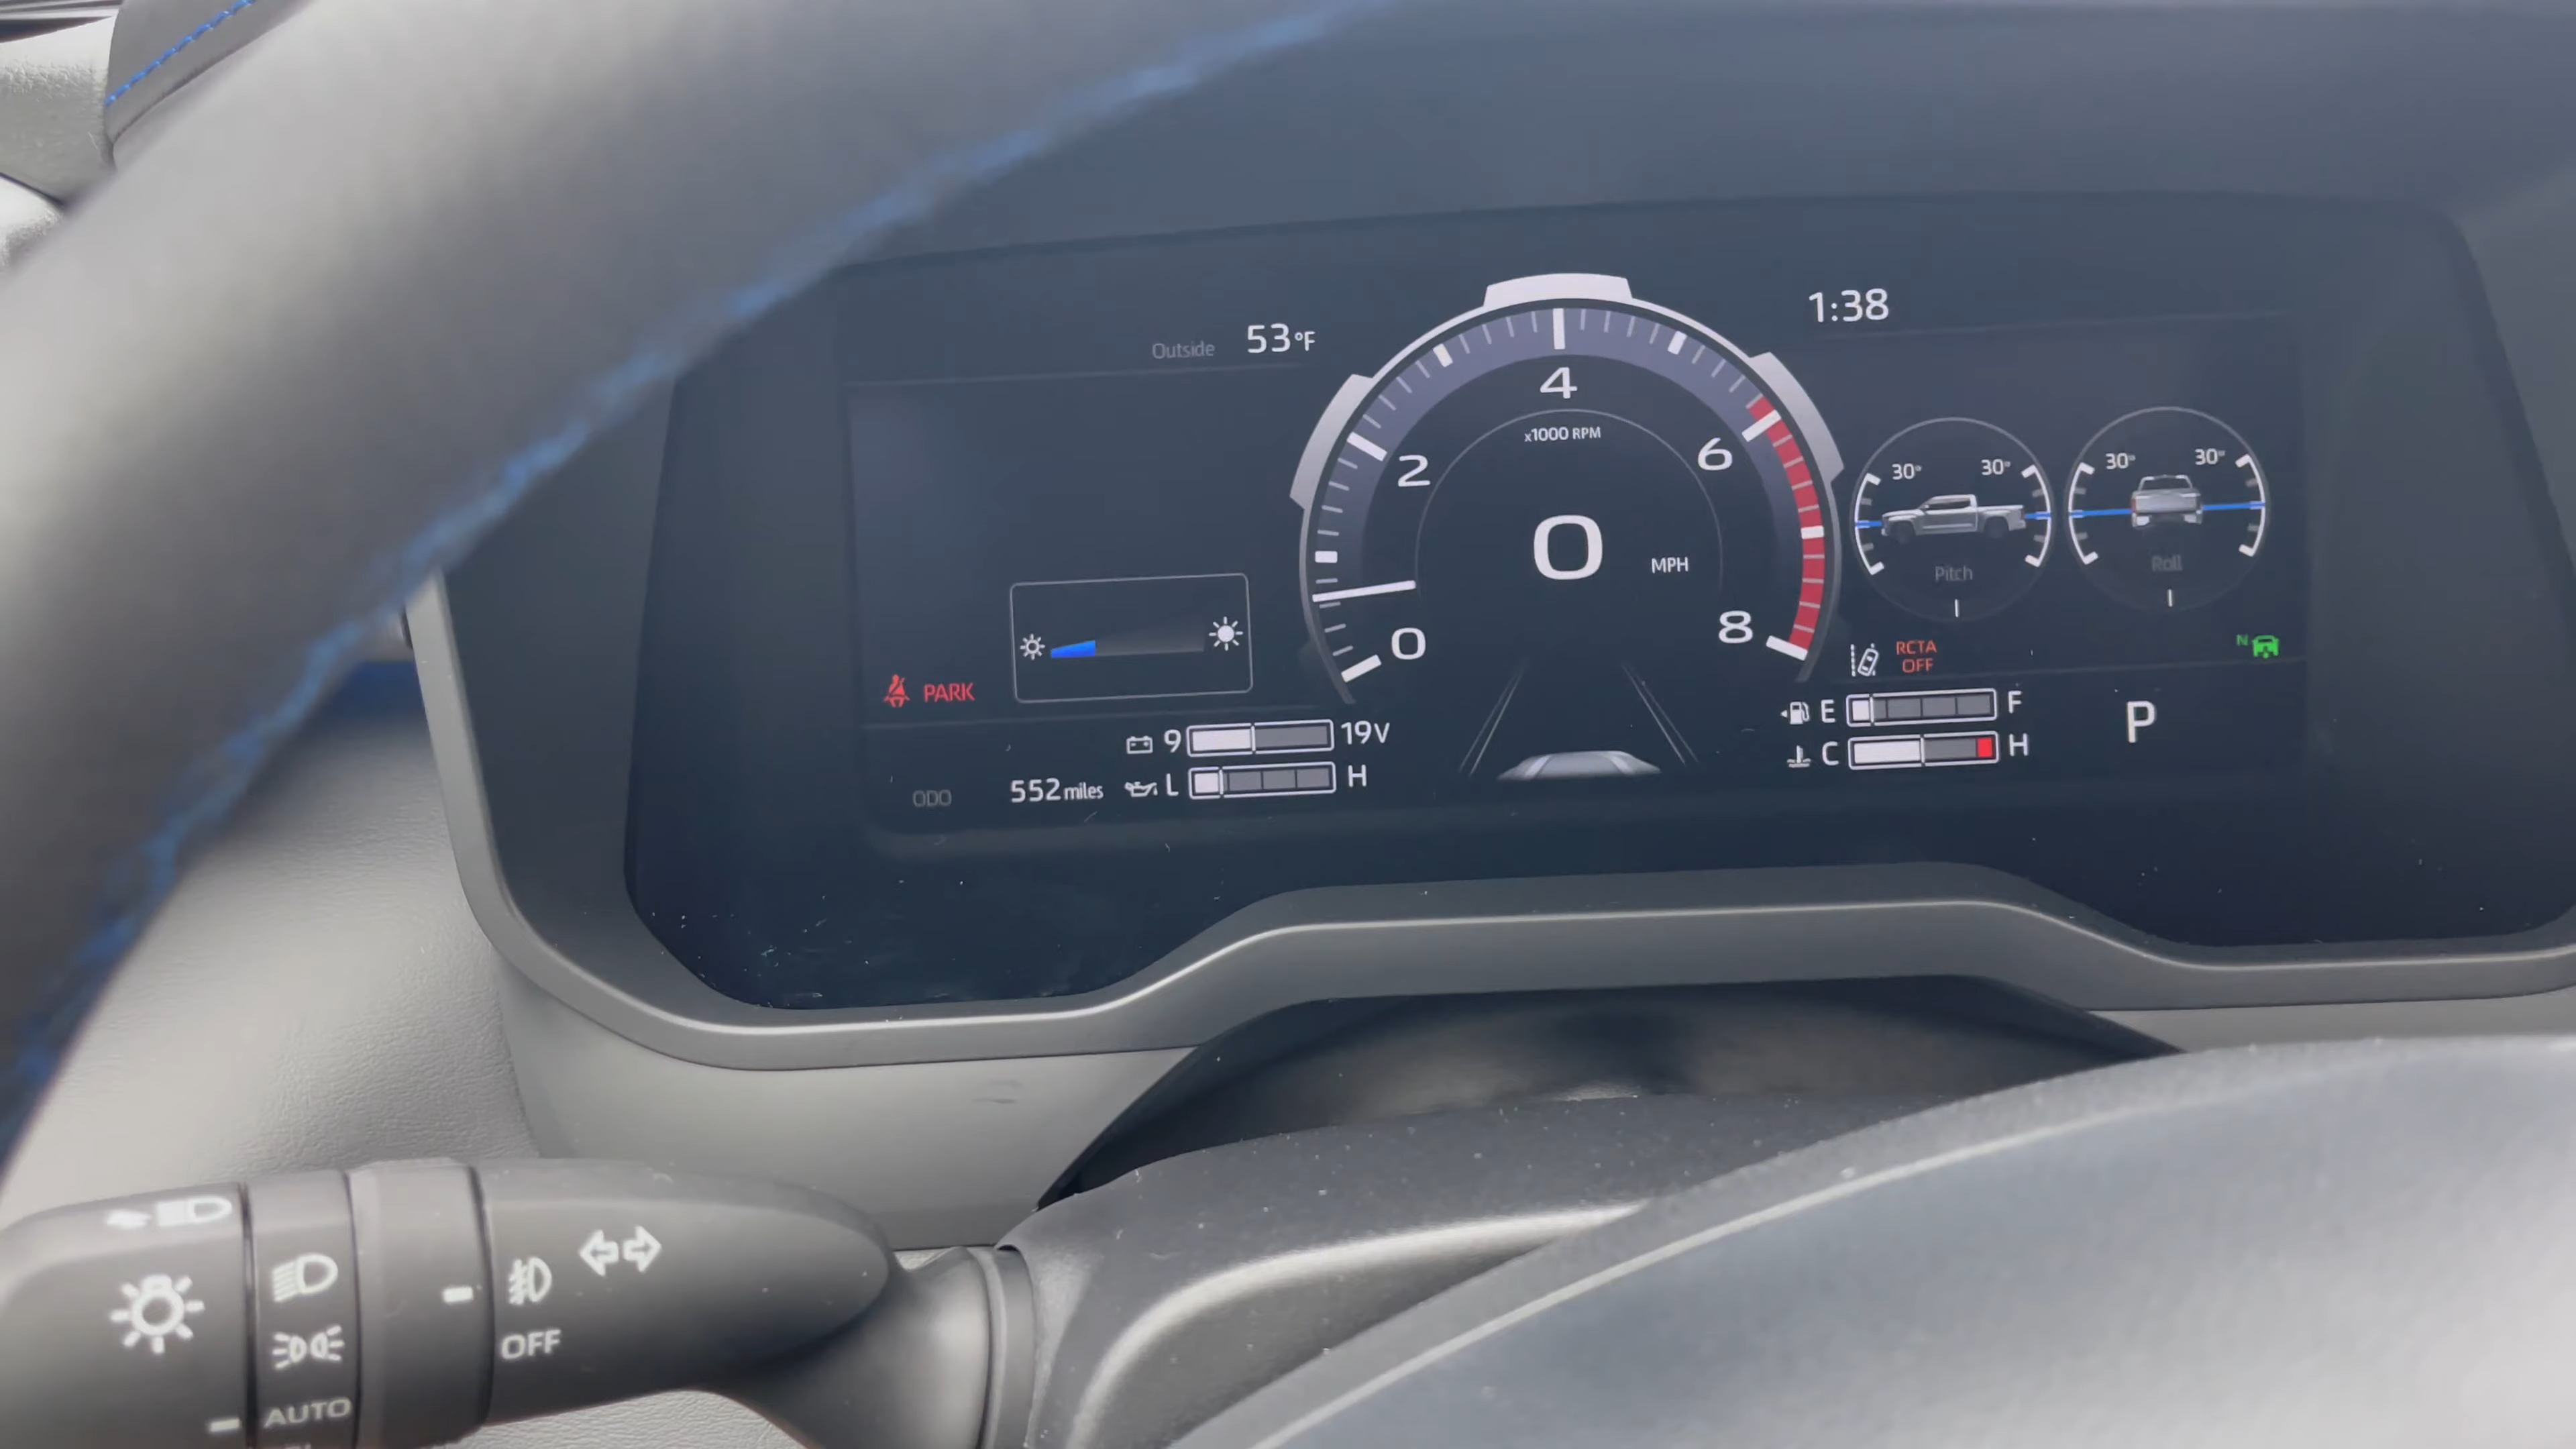 Outside 53°F
1:38
4
x1000 RPM
2
6
0 MPH
0
8
30° 30°
Pitch
30° 30°
Roll
PARK
RCTA
OFF
N
9 19V
E F
P
ODO 552 miles
L H
C H
OFF
AUTO